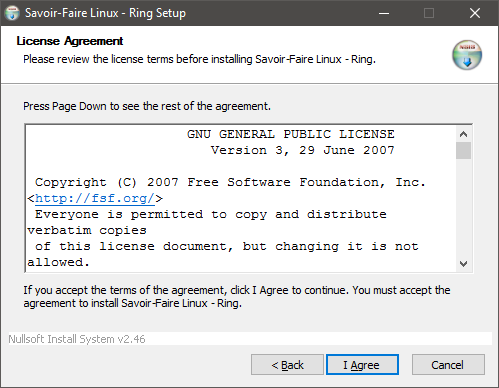 Savoir-Faire Linux - Ring Setup
License Agreement
Please review the license terms before installing Savoir-Faire Linux - Ring.
Press Page Down to see the rest of the agreement.
GNU GENERAL PUBLIC LICENSE
Version 3, 29 June 2007
Copyright (C) 2007 Free Software Foundation, Inc.
<http://fsf.org/>
Everyone is permitted to copy and distribute
verbatim copies
of this license document, but changing it is not
allowed.
If you accept the terms of the agreement, click I Agree to continue. You must accept the
agreement to install Savoir-Faire Linux - Ring.
Nullsoft Install System v2.46
< Back
I Agree
Cancel